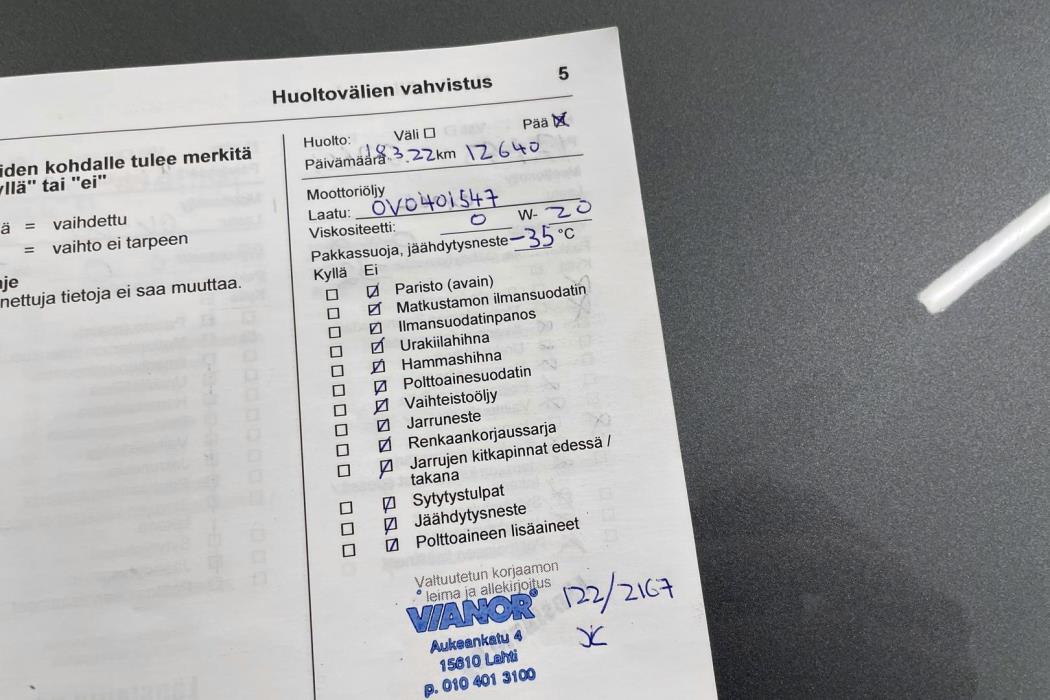 Huoltovälien vahvistus 5
iden kohdalle tulee merkitä
yllä" tai "ei"
ä = vaihdettu
= vaihto ei tarpeen
je
nettuja tietoja ei saa muuttaa.
Huolto: Väli Pää
Päivämäärä 183.22 km 12640
Moottoriöljy
Laatu: OVO401547
Viskositeetti: 0 W- 20
Pakkassuoja, jäähdytysneste -35 °C
Kyllä Ei
Paristo (avain)
Matkustamon ilmansuodatin
Ilmansuodatinpanos
Urakiilahihna
Hammashihna
Polttoainesuodatin
Vaihteistoöljy
Jarruneste
Renkaankorjaussarja
Jarrujen kitkapinnat edessä /
takana
Sytytystulpat
Jäähdytysneste
Polttoaineen lisäaineet
Valtuutetun korjaamon
leima ja allekirjoitus
VIANOR 122/2167
Aukeankatu 4
15610 Lahti
p. 010 401 3100